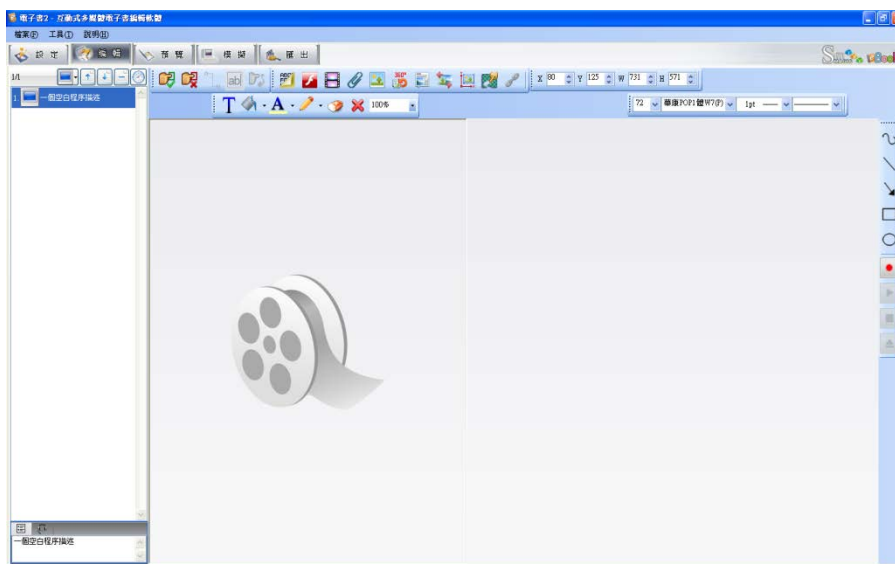 電子書2 - 互動式多媒體電子書編輯軟體
檔案(F) 工具(T) 說明(H)
設 定 編 輯 預 覽 模 擬 匯 出
1/1
X 80 Y 125 W 731 H 571
1 一個空白程序描述
T A 100% 72 華康POP1體W7(P) 1pt
一個空白程序描述